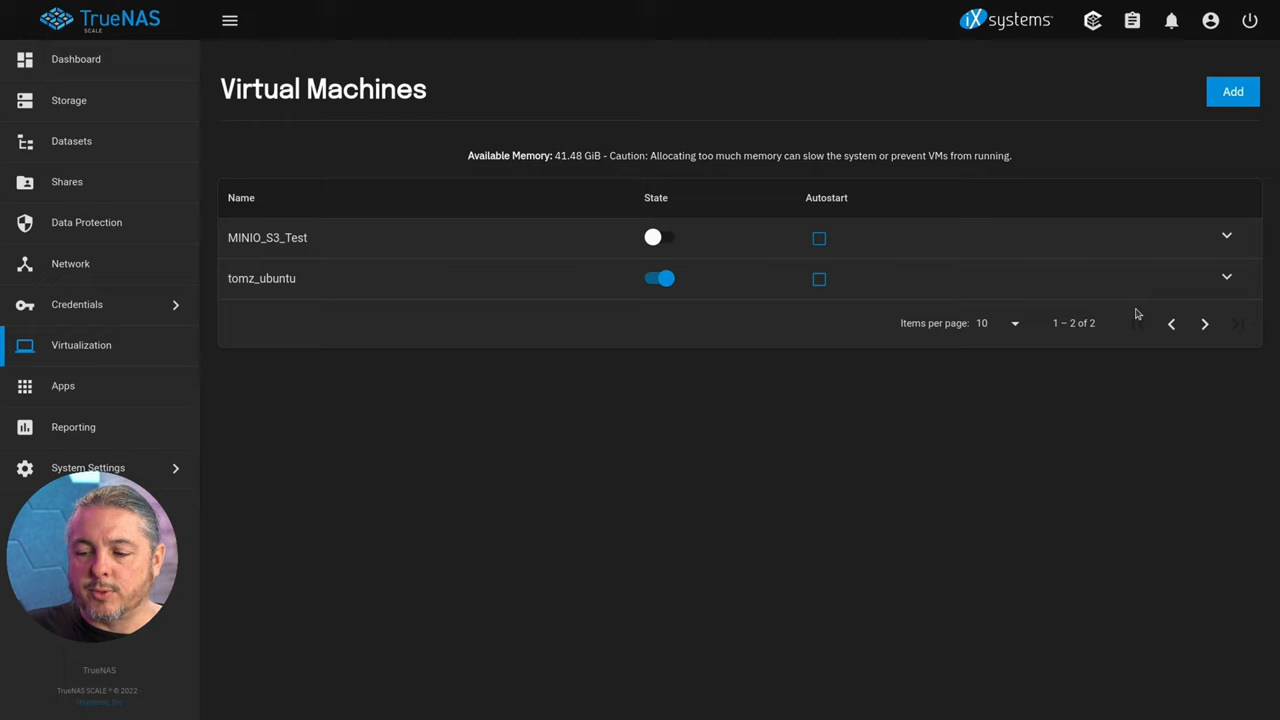 TrueNAS
SCALE
iXsystems
Dashboard
Storage
Datasets
Shares
Data Protection
Network
Credentials
Virtualization
Apps
Reporting
System Settings
Virtual Machines
Add
Available Memory: 41.48 GiB - Caution: Allocating too much memory can slow the system or prevent VMs from running.
Name State Autostart
MINIO_S3_Test
tomz_ubuntu
Items per page: 10 1 – 2 of 2
TrueNAS
TrueNAS SCALE ® © 2022 -
iXsystems, Inc